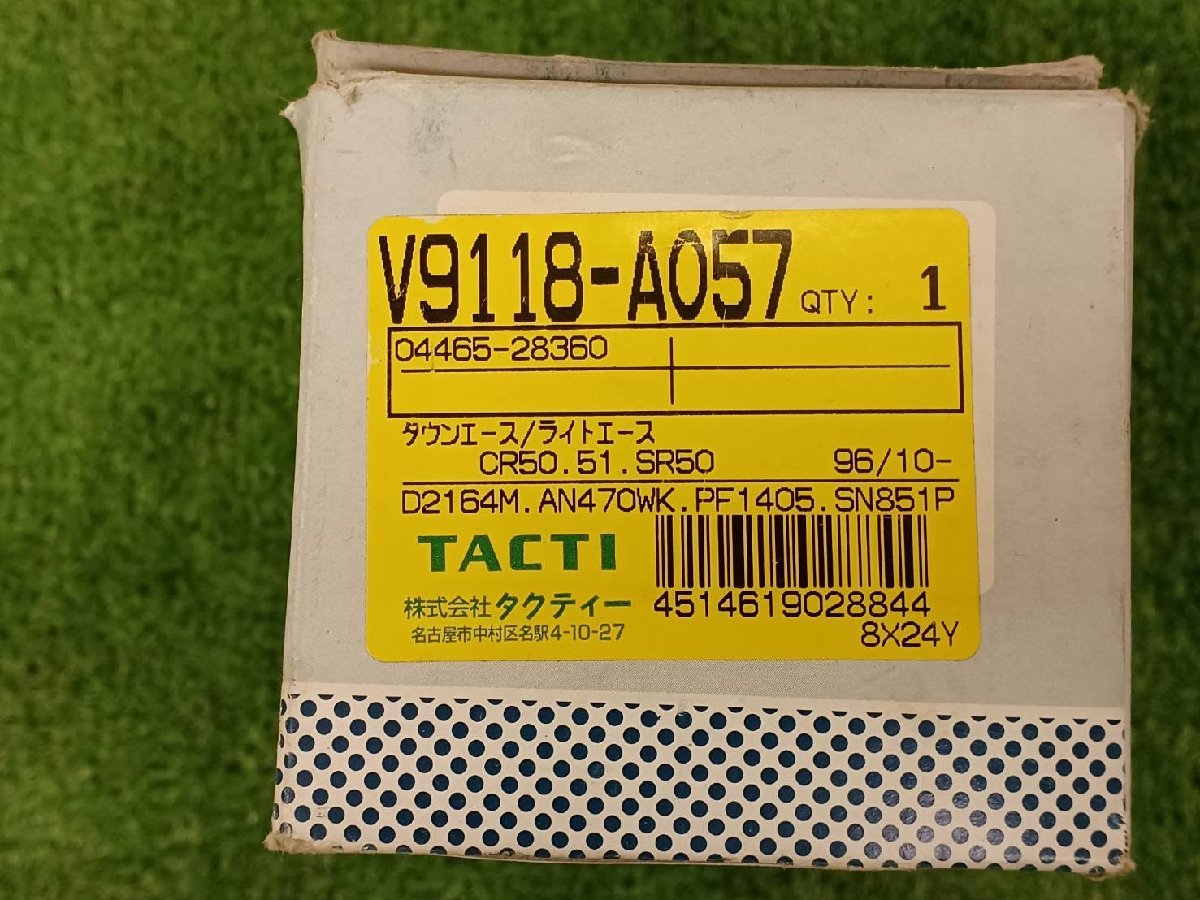 V9118-A057 QTY: 1
04465-28360
タウンエース/ライトエース
CR50.51.SR50 96/10-
D2164M.AN470WK.PF1405.SN851P
TACTI
株式会社 タクティー
4514619028844
名古屋市中村区名駅4-10-27
8X24Y